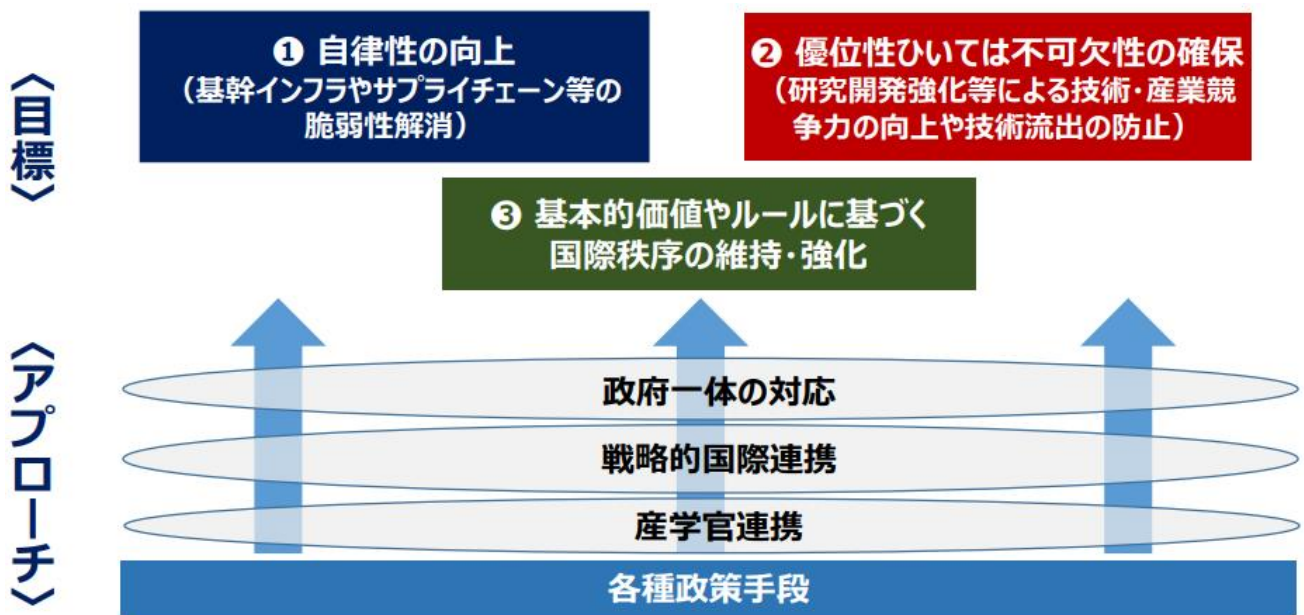 〈目標〉
❶ 自律性の向上
（基幹インフラやサプライチェーン等の
脆弱性解消）
❷ 優位性ひいては不可欠性の確保
（研究開発強化等による技術・産業競
争力の向上や技術流出の防止）
❸ 基本的価値やルールに基づく
国際秩序の維持・強化
〈アプローチ〉
政府一体の対応
戦略的国際連携
産学官連携
各種政策手段